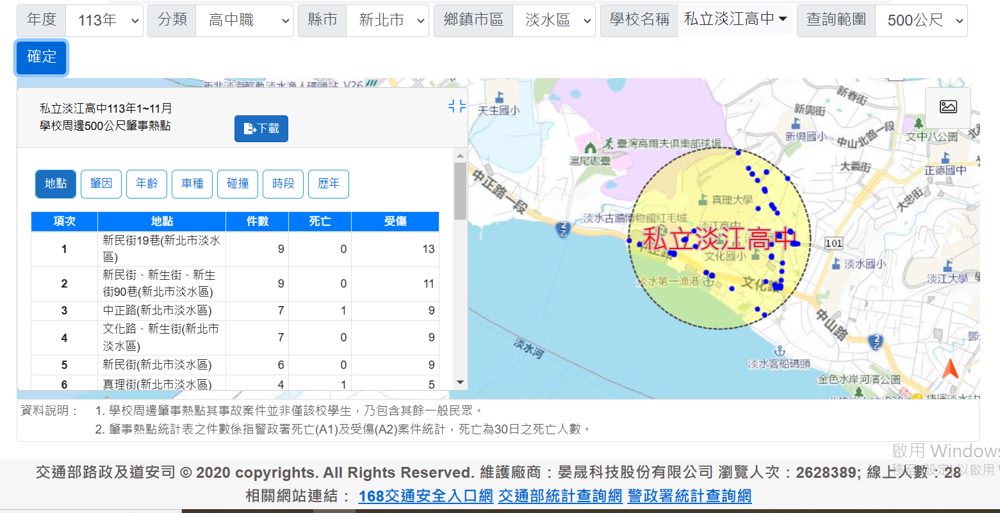 年度 113年 分類 高中職 縣市 新北市 鄉鎮市區 淡水區 學校名稱 私立淡江高中 查詢範圍 500公尺
確定
新北淡海輕軌淡水漁人碼頭站 V26
私立淡江高中113年1~11月
學校周邊500公尺肇事熱點
下載
地點 肇因 年齡 車種 碰撞 時段 歷年
項次 地點 件數 死亡 受傷
1 新民街19巷(新北市淡水區) 9 0 13
2 新民街、新生街、新生街90巷(新北市淡水區) 9 0 11
3 中正路(新北市淡水區) 7 1 9
4 文化路、新生街(新北市淡水區) 7 0 9
5 新民街(新北市淡水區) 6 0 9
6 真理街(新北市淡水區) 4 1 5
天生國小
新春街
新興街
新興國小
中山北路一段
文中八公園
臺灣高爾夫俱樂部球場
滬尾礮臺
大義街
正德國中
中正路一段
真理大學
大忠街
淡水古蹟博物館紅毛城
淡江高中
2
私立淡江高中
101
中正路
文化國小
淡水國小
淡江大學
淡水第一漁港
文化路
中山路
2
淡水河
淡水客船碼頭
金色水岸河濱公園
捷運淡水站
資料說明: 1. 學校周邊肇事熱點其事故案件並非僅該校學生，乃包含其餘一般民眾。
2. 肇事熱點統計表之件數係指警政署死亡(A1)及受傷(A2)案件統計，死亡為30日之死亡人數。
啟用 Windows
移至 [設定] 以啟用
交通部路政及道安司 © 2020 copyrights. All Rights Reserved. 維護廠商：晏晟科技股份有限公司 瀏覽人次：2628389; 線上人數：28
相關網站連結： 168交通安全入口網 交通部統計查詢網 警政署統計查詢網